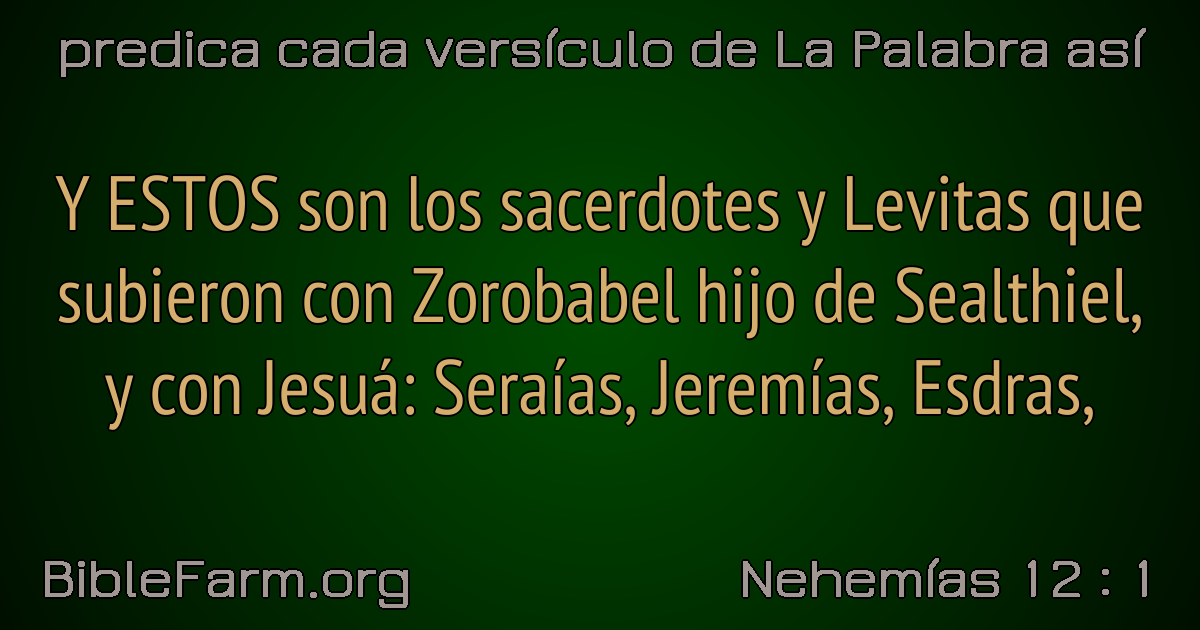 predica cada versículo de La Palabra así
Y ESTOS son los sacerdotes y Levitas que
subieron con Zorobabel hijo de Sealthiel,
y con Jesuá: Seraías, Jeremías, Esdras,
BibleFarm.org
Nehemías 12 : 1